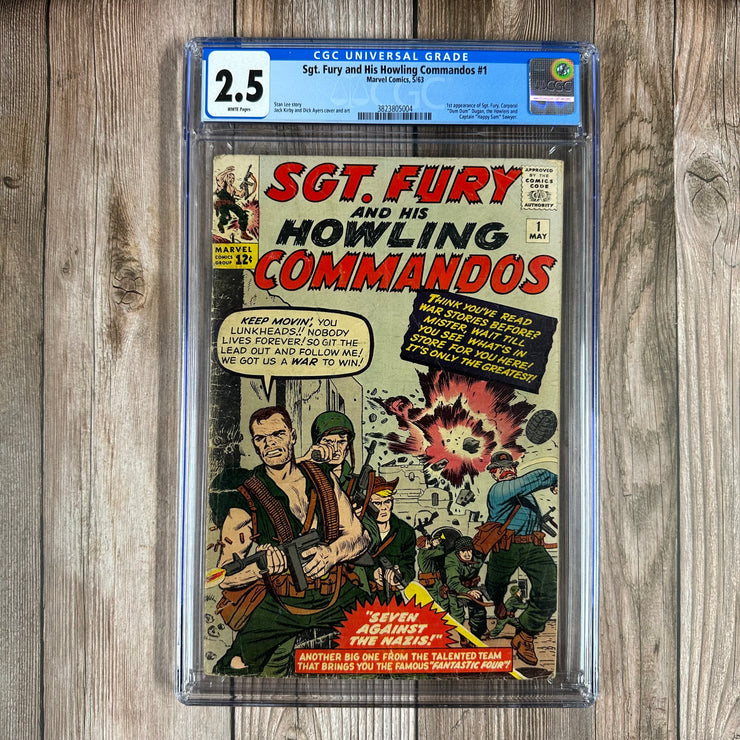 CGC UNIVERSAL GRADE
2.5
WHITE Pages
Sgt. Fury and His Howling Commandos #1
Marvel Comics, 5/63
Stan Lee story
Jack Kirby and Dick Ayers cover and art
3823805004
1st appearance of Sgt. Fury, Corporal
"Dum Dum" Dugan, the Howlers and
Captain "Happy Sam" Sawyer.
CGC
SGT. FURY
AND HIS
HOWLING
COMMANDOS
MARVEL
COMICS
GROUP
12¢
APPROVED
BY THE
COMICS
CODE
AUTHORITY
1
MAY
THINK YOU'VE READ
WAR STORIES BEFORE?
MISTER, WAIT TILL
YOU SEE WHAT'S IN
STORE FOR YOU HERE!
IT'S ONLY THE GREATEST!
KEEP MOVIN', YOU
LUNKHEADS!! NOBODY
LIVES FOREVER! SO GIT THE
LEAD OUT AND FOLLOW ME!
WE GOT US A WAR TO WIN!
"SEVEN
AGAINST
THE NAZIS!"
ANOTHER BIG ONE FROM THE TALENTED TEAM
THAT BRINGS YOU THE FAMOUS "FANTASTIC FOUR"!